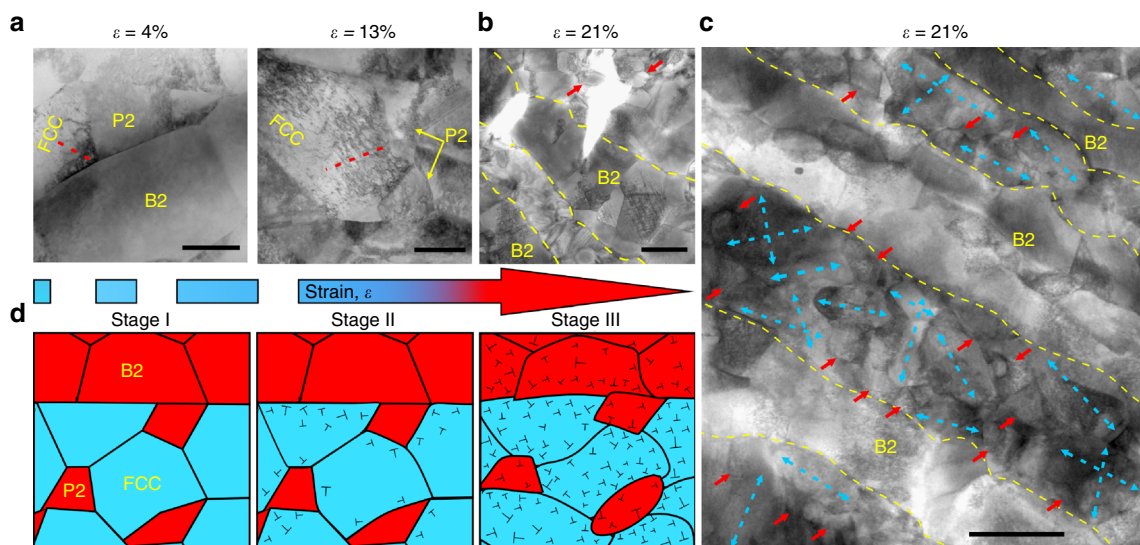 a
ε = 4%
ε = 13%
b
ε = 21%
c
ε = 21%
FCC
P2
B2
FCC
P2
B2
B2
B2
B2
B2
Strain, ε
d
Stage I
Stage II
Stage III
B2
P2
FCC